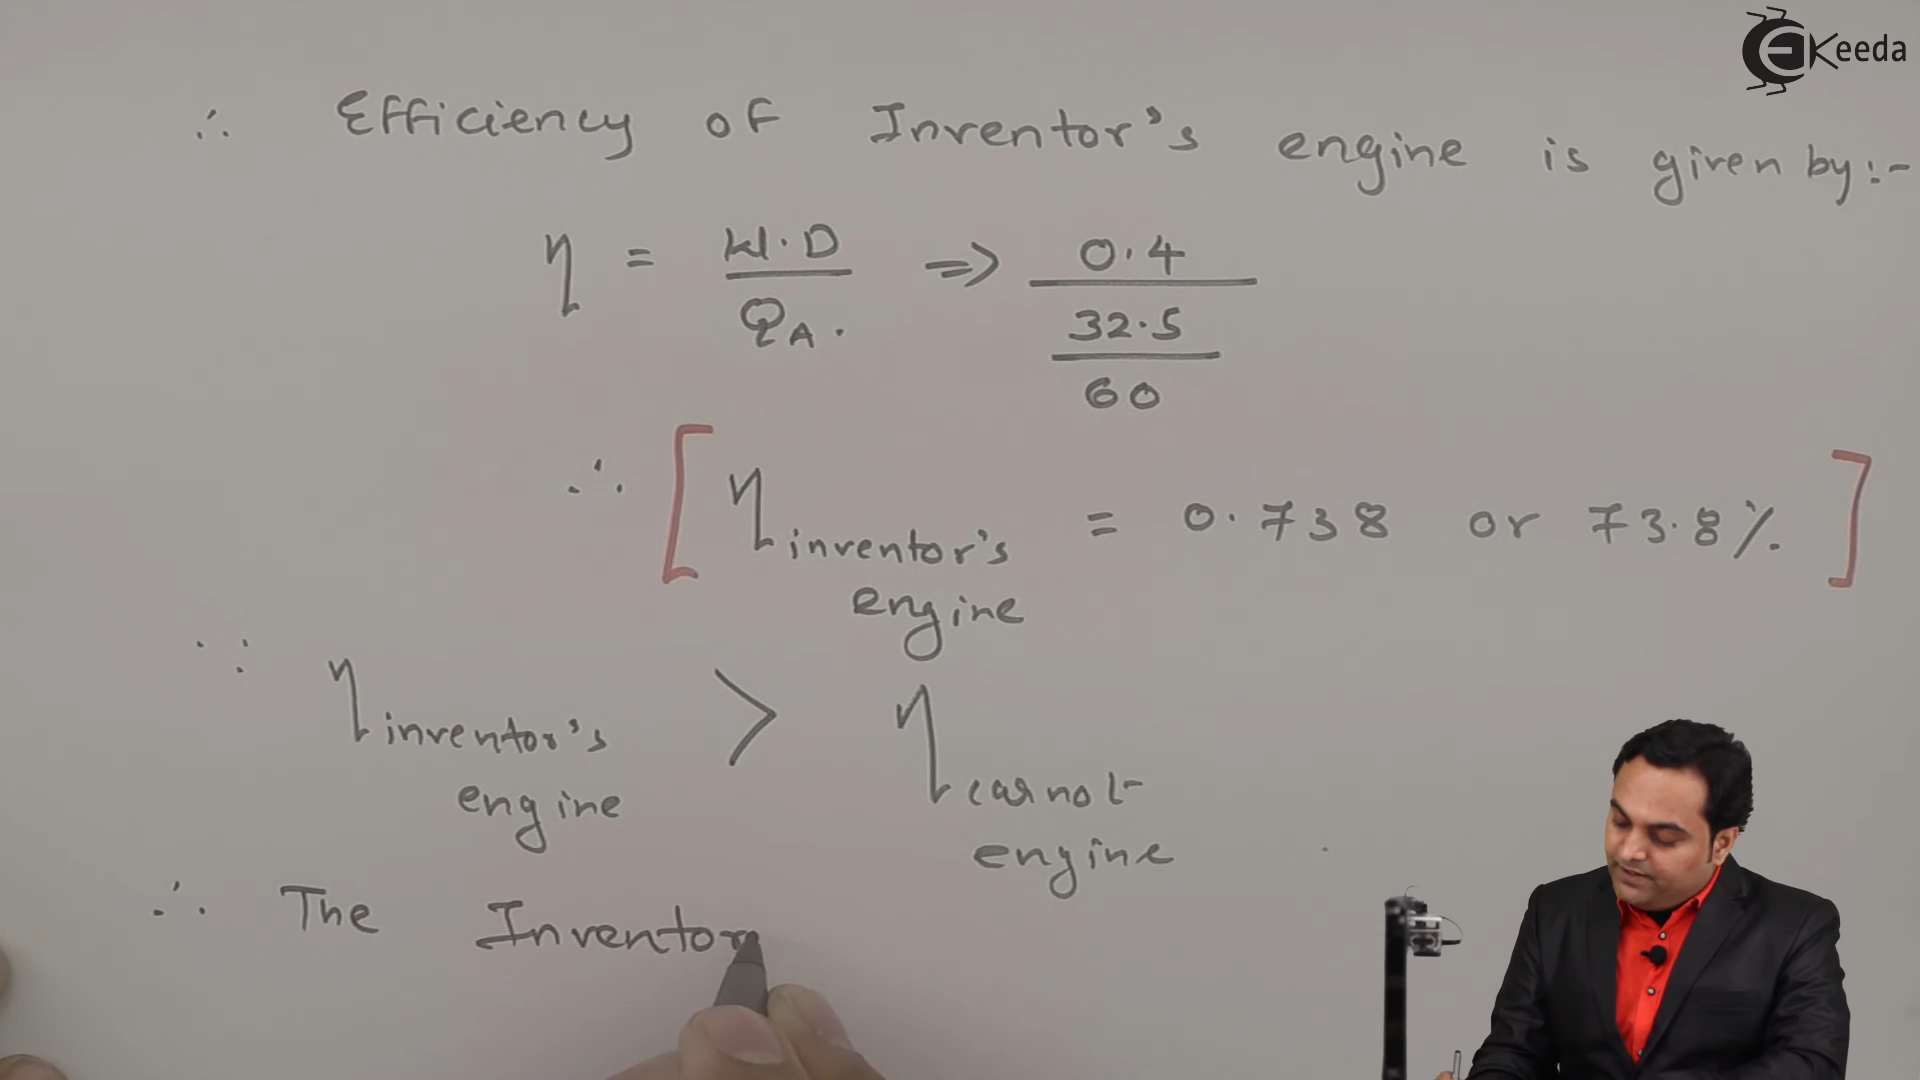 EKeeda
∴ Efficiency of Inventor's engine is given by:-
η = W.D / QA. => 0.4 / (32.5 / 60)
∴ [ η inventor's engine = 0.738 or 73.8% ]
∵ η inventor's engine > η carnot engine
∴ The Inventor